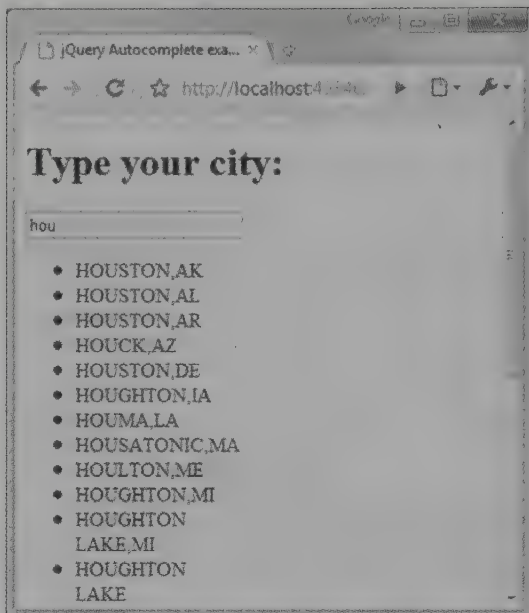 Google
jQuery Autocomplete exa...
http://localhost:4
Type your city:
hou
• HOUSTON,AK
• HOUSTON,AL
• HOUSTON,AR
• HOUCK,AZ
• HOUSTON,DE
• HOUGHTON,IA
• HOUMA,LA
• HOUSATONIC,MA
• HOULTON,ME
• HOUGHTON,MI
• HOUGHTON
LAKE,MI
• HOUGHTON
LAKE